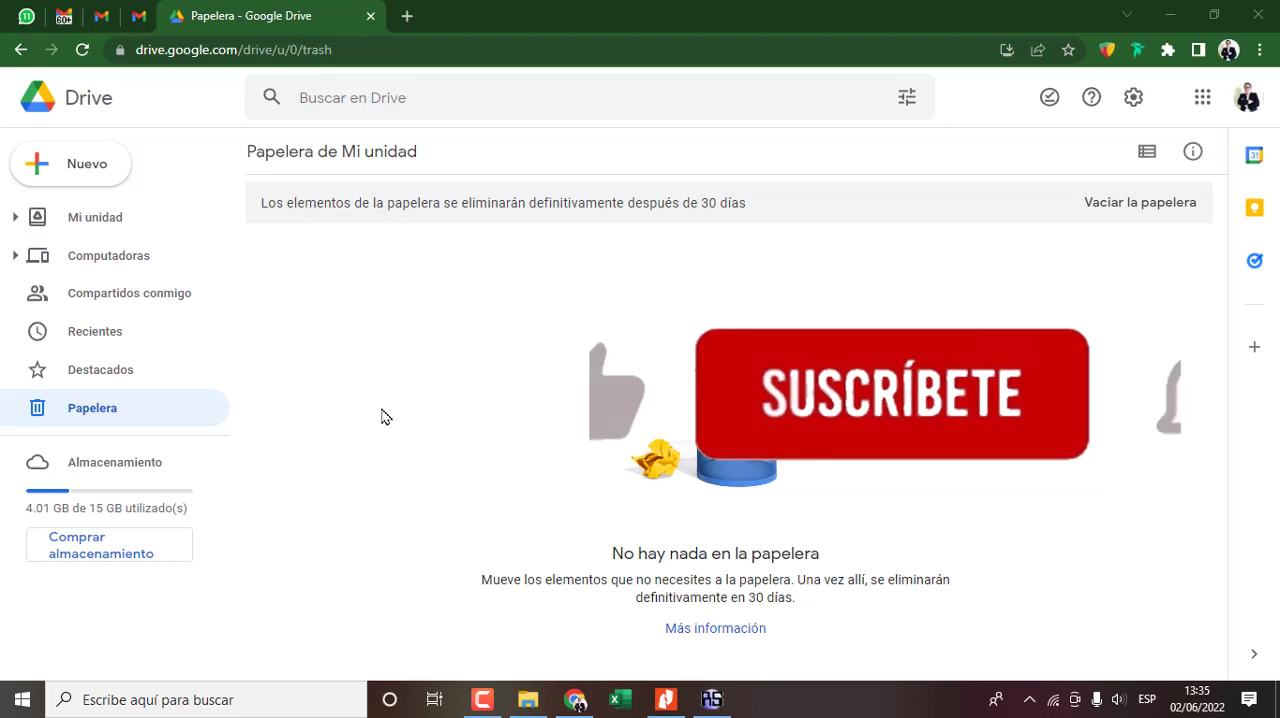 11
60+
Papelera - Google Drive
drive.google.com/drive/u/0/trash
Drive
Buscar en Drive
Nuevo
Papelera de Mi unidad
31
Los elementos de la papelera se eliminarán definitivamente después de 30 días
Vaciar la papelera
Mi unidad
Computadoras
Compartidos conmigo
Recientes
Destacados
Papelera
SUSCRÍBETE
Almacenamiento
4.01 GB de 15 GB utilizado(s)
Comprar
almacenamiento
No hay nada en la papelera
Mueve los elementos que no necesites a la papelera. Una vez allí, se eliminarán
definitivamente en 30 días.
Más información
Escribe aquí para buscar
ESP
13:35
02/06/2022